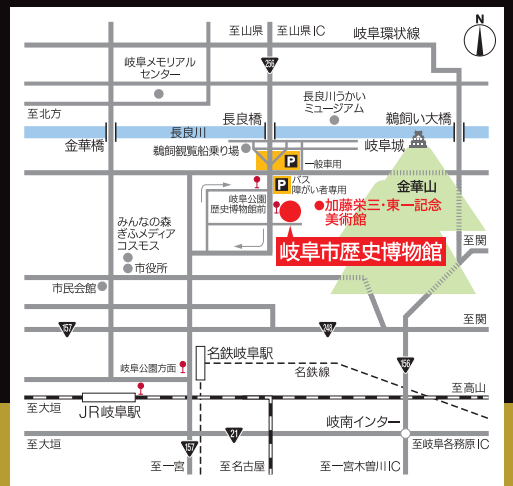 N
至山県
至山県IC
岐阜環状線
256
岐阜メモリアル
センター
長良川うかい
ミュージアム
至北方
長良橋
鵜飼い大橋
長良川
金華橋
鵜飼観覧船乗り場
岐阜城
P
一般車用
P
バス
障がい者専用
金華山
岐阜公園
歴史博物館前
加藤栄三・東一記念
美術館
みんなの森
ぎふメディア
コスモス
市役所
岐阜市歴史博物館
至関
市民会館
157
248
至関
名鉄岐阜駅
岐阜公園方面
名鉄線
156
至高山
至大垣
JR岐阜駅
岐南インター
21
至大垣
157
至岐阜各務原IC
至一宮
至名古屋
至一宮木曽川IC